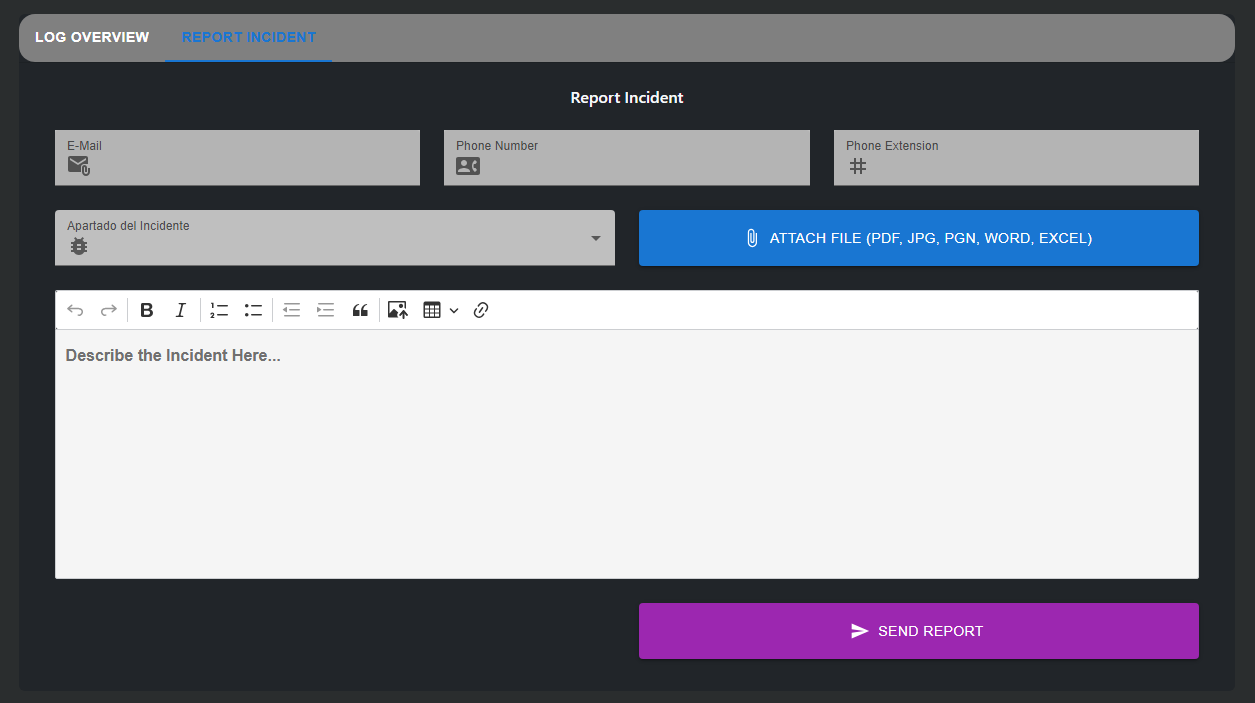 LOG OVERVIEW
REPORT INCIDENT
Report Incident
E-Mail
Phone Number
Phone Extension
Apartado del Incidente
ATTACH FILE (PDF, JPG, PGN, WORD, EXCEL)
B I
Describe the Incident Here...
SEND REPORT